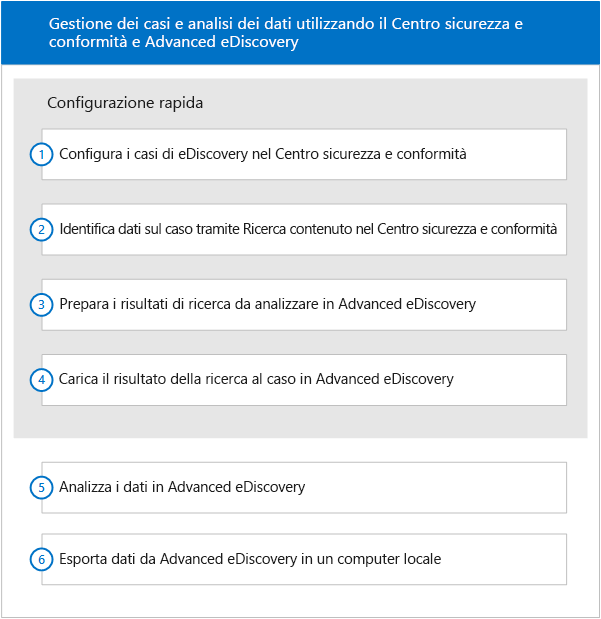 Gestione dei casi e analisi dei dati utilizzando il Centro sicurezza e
conformità e Advanced eDiscovery
Configurazione rapida
1 Configura i casi di eDiscovery nel Centro sicurezza e conformità
2 Identifica dati sul caso tramite Ricerca contenuto nel Centro sicurezza e conformità
3 Prepara i risultati di ricerca da analizzare in Advanced eDiscovery
4 Carica il risultato della ricerca al caso in Advanced eDiscovery
5 Analizza i dati in Advanced eDiscovery
6 Esporta dati da Advanced eDiscovery in un computer locale